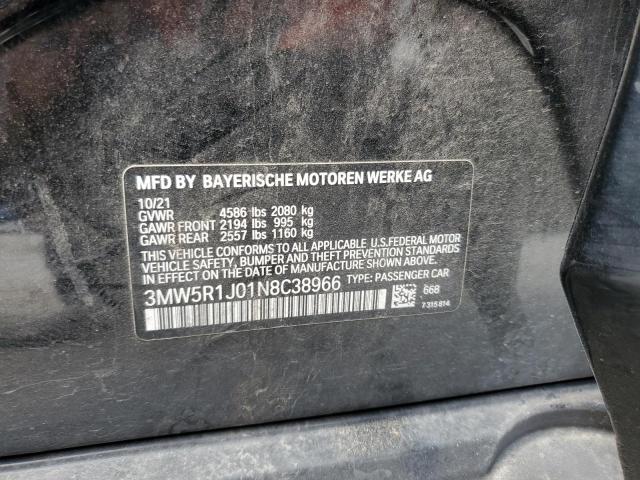 MFD BY BAYERISCHE MOTOREN WERKE AG
10/21
GVWR 4586 lbs 2080 kg
GAWR FRONT 2194 lbs 995 kg
GAWR REAR 2557 lbs 1160 kg
THIS VEHICLE CONFORMS TO ALL APPLICABLE U.S.FEDERAL MOTOR
VEHICLE SAFETY, BUMPER AND THEFT PREVENTION STANDARDS
IN EFFECT ON THE DATE OF MANUFACTURE SHOWN ABOVE.
3MW5R1J01N8C38966 TYPE: PASSENGER CAR
668
7315814